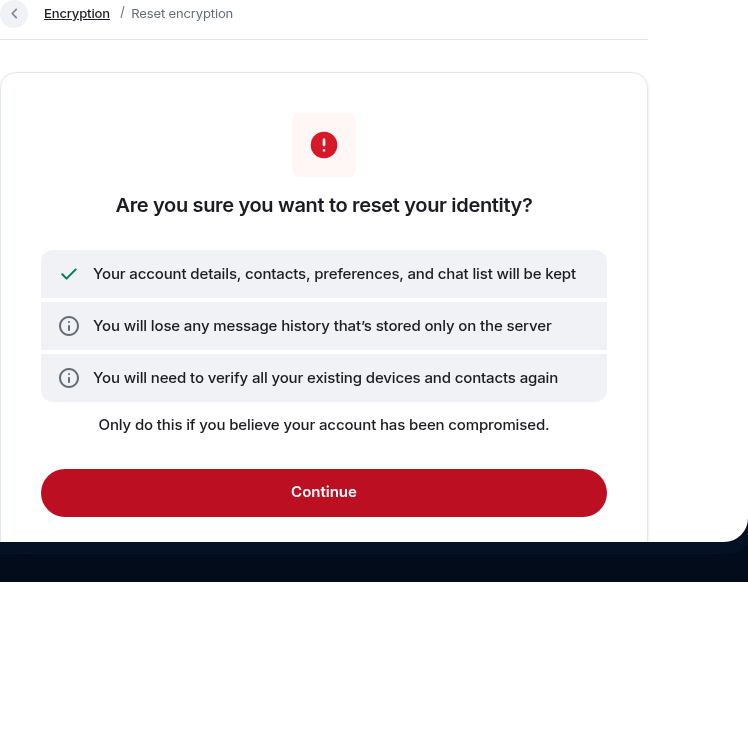 Encryption / Reset encryption
Are you sure you want to reset your identity?
Your account details, contacts, preferences, and chat list will be kept
You will lose any message history that’s stored only on the server
You will need to verify all your existing devices and contacts again
Only do this if you believe your account has been compromised.
Continue